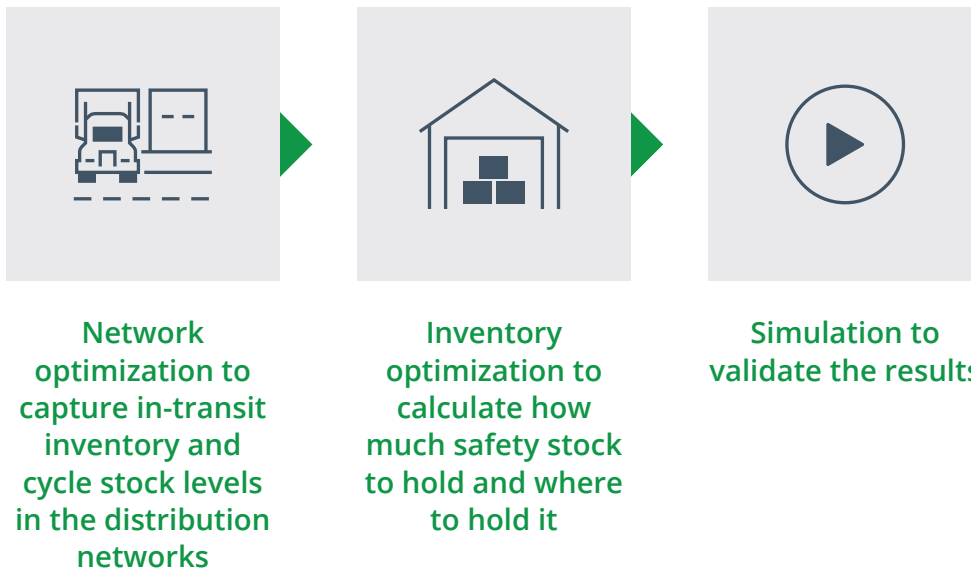 Network
optimization to
capture in-transit
inventory and
cycle stock levels
in the distribution
networks
Inventory
optimization to
calculate how
much safety stock
to hold and where
to hold it
Simulation to
validate the results